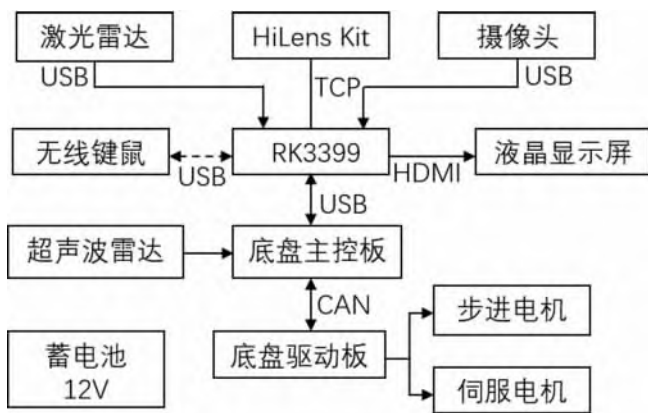 激光雷达
HiLens Kit
摄像头
USB
TCP
USB
无线键鼠
RK3399
液晶显示屏
USB
HDMI
USB
超声波雷达
底盘主控板
CAN
步进电机
蓄电池
12V
底盘驱动板
伺服电机